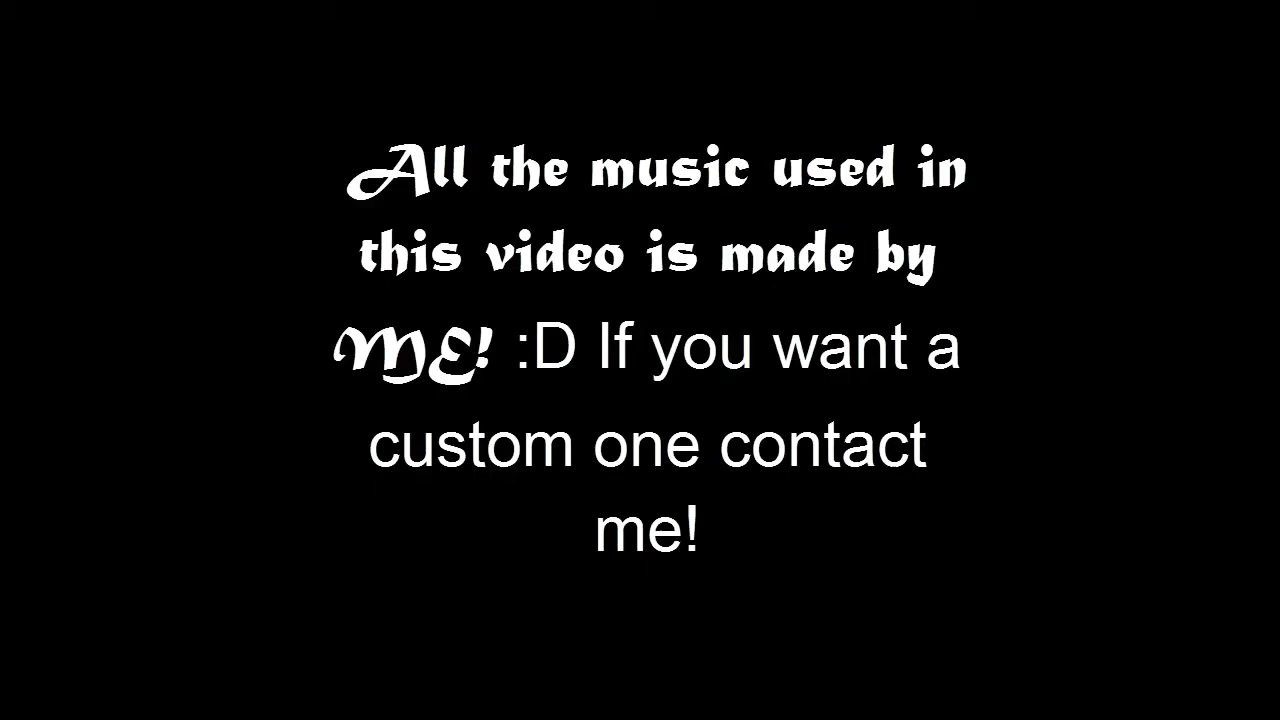 All the music used in
this video is made by
ME! :D If you want a
custom one contact
me!